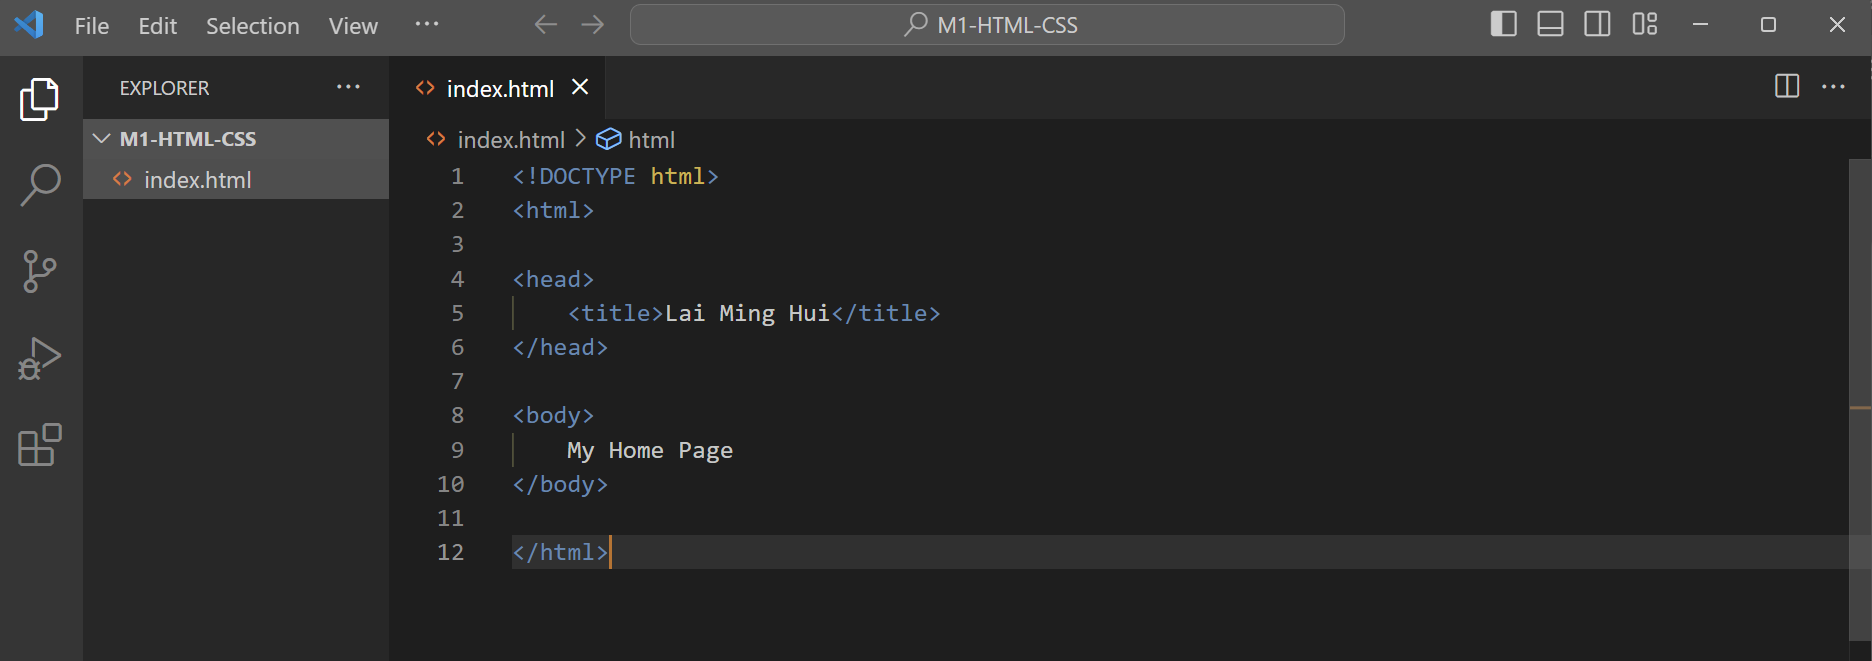 File Edit Selection View ··· M1-HTML-CSS
EXPLORER ···
M1-HTML-CSS
index.html
index.html
index.html > html
1 <!DOCTYPE html>
2 <html>
3
4 <head>
5 <title>Lai Ming Hui</title>
6 </head>
7
8 <body>
9 My Home Page
10 </body>
11
12 </html>